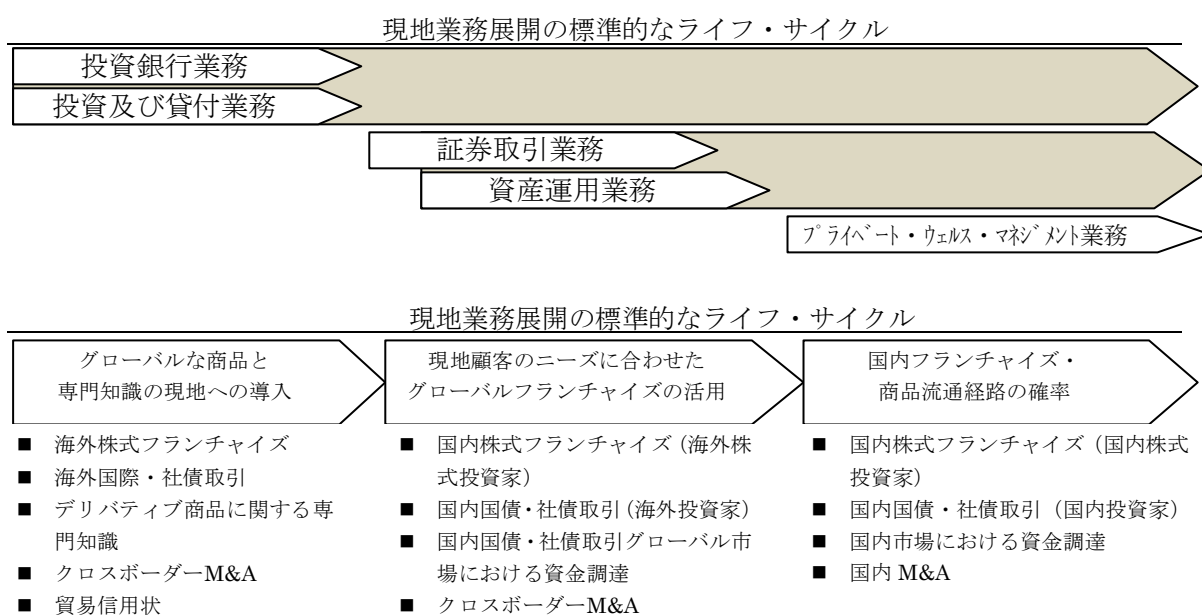 現地業務展開の標準的なライフ・サイクル
投資銀行業務
投資及び貸付業務
証券取引業務
資産運用業務
プライベート・ウェルス・マネジメント業務
現地業務展開の標準的なライフ・サイクル
グローバルな商品と
専門知識の現地への導入
現地顧客のニーズに合わせた
グローバルフランチャイズの活用
国内フランチャイズ・
商品流通経路の確率
■ 海外株式フランチャイズ
■ 海外国際・社債取引
■ デリバティブ商品に関する専
門知識
■ クロスボーダーM&A
■ 貿易信用状
■ 国内株式フランチャイズ(海外株
式投資家)
■ 国内国債・社債取引(海外投資家)
■ 国内国債・社債取引グローバル市
場における資金調達
■ クロスボーダーM&A
■ 国内株式フランチャイズ(国内株式
投資家)
■ 国内国債・社債取引(国内投資家)
■ 国内市場における資金調達
■ 国内 M&A